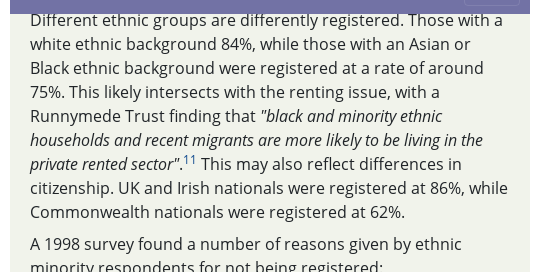 Different ethnic groups are differently registered. Those with a
white ethnic background 84%, while those with an Asian or
Black ethnic background were registered at a rate of around
75%. This likely intersects with the renting issue, with a
Runnymede Trust finding that "black and minority ethnic
households and recent migrants are more likely to be living in the
private rented sector".11 This may also reflect differences in
citizenship. UK and Irish nationals were registered at 86%, while
Commonwealth nationals were registered at 62%.
A 1998 survey found a number of reasons given by ethnic
minority respondents for not being registered: